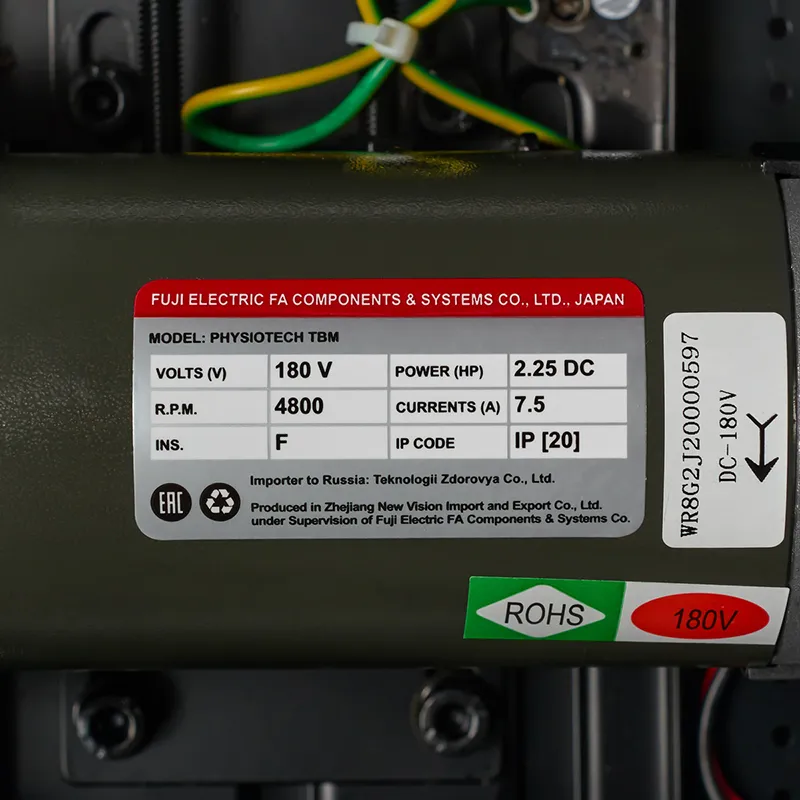 FUJI ELECTRIC FA COMPONENTS & SYSTEMS CO., LTD., JAPAN
MODEL: PHYSIOTECH TBM
VOLTS (V) 180 V POWER (HP) 2.25 DC
R.P.M. 4800 CURRENTS (A) 7.5
INS. F IP CODE IP [20]
Importer to Russia: Teknologii Zdorovya Co., Ltd.
EAC
Produced in Zhejiang New Vision Import and Export Co., Ltd.
under Supervision of Fuji Electric FA Components & Systems Co.
WR8G2J20000597
DC-180V
ROHS 180V